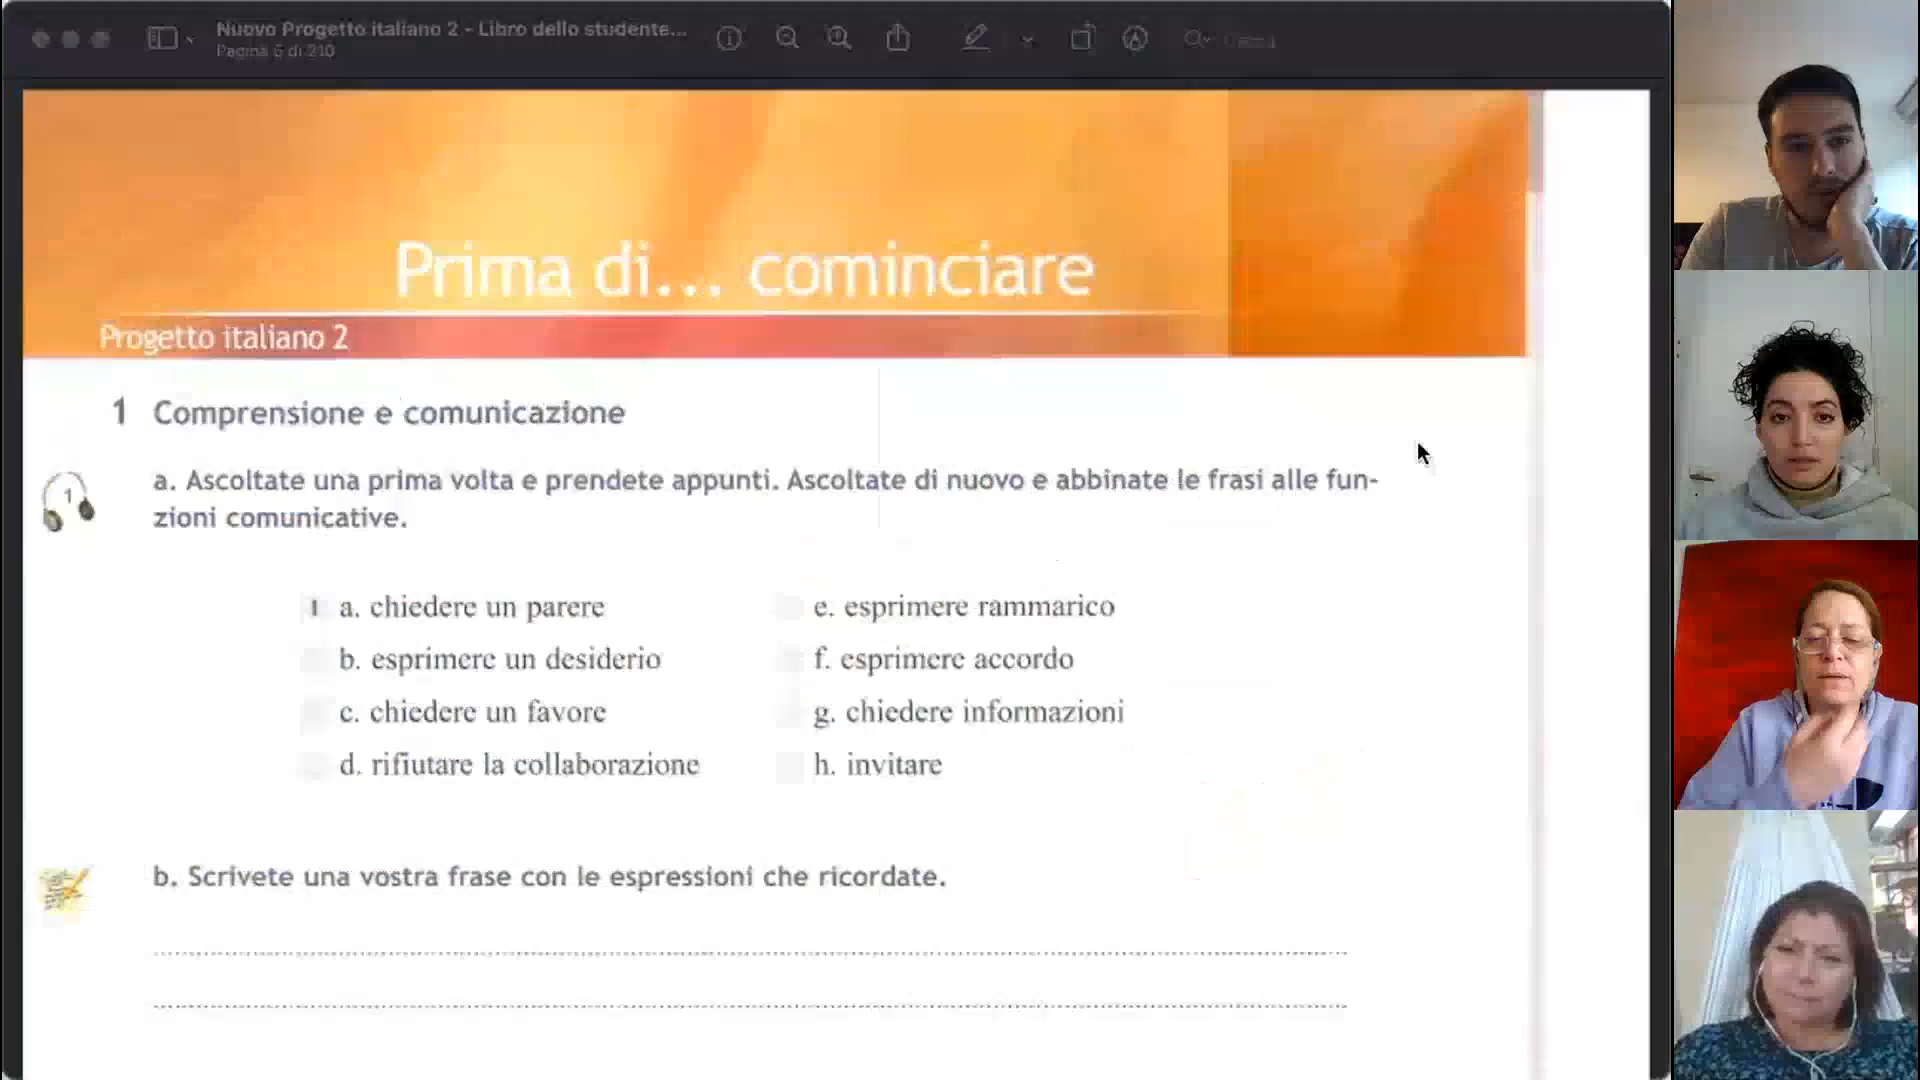 Nuovo Progetto italiano 2 - Libro dello studente...
Pagina 5 di 210
Cerca
Prima di... cominciare
Progetto italiano 2
1 Comprensione e comunicazione
a. Ascoltate una prima volta e prendete appunti. Ascoltate di nuovo e abbinate le frasi alle fun-
zioni comunicative.
1
1 a. chiedere un parere
b. esprimere un desiderio
c. chiedere un favore
d. rifiutare la collaborazione
e. esprimere rammarico
f. esprimere accordo
g. chiedere informazioni
h. invitare
b. Scrivete una vostra frase con le espressioni che ricordate.